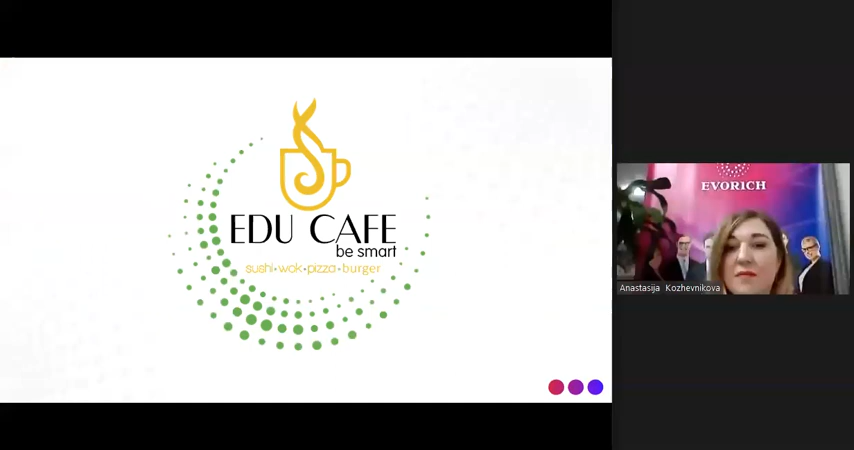 EDU CAFE
be smart
sushi•wok•pizza•burger
EVORICH
Anastasija Kozhevnikova